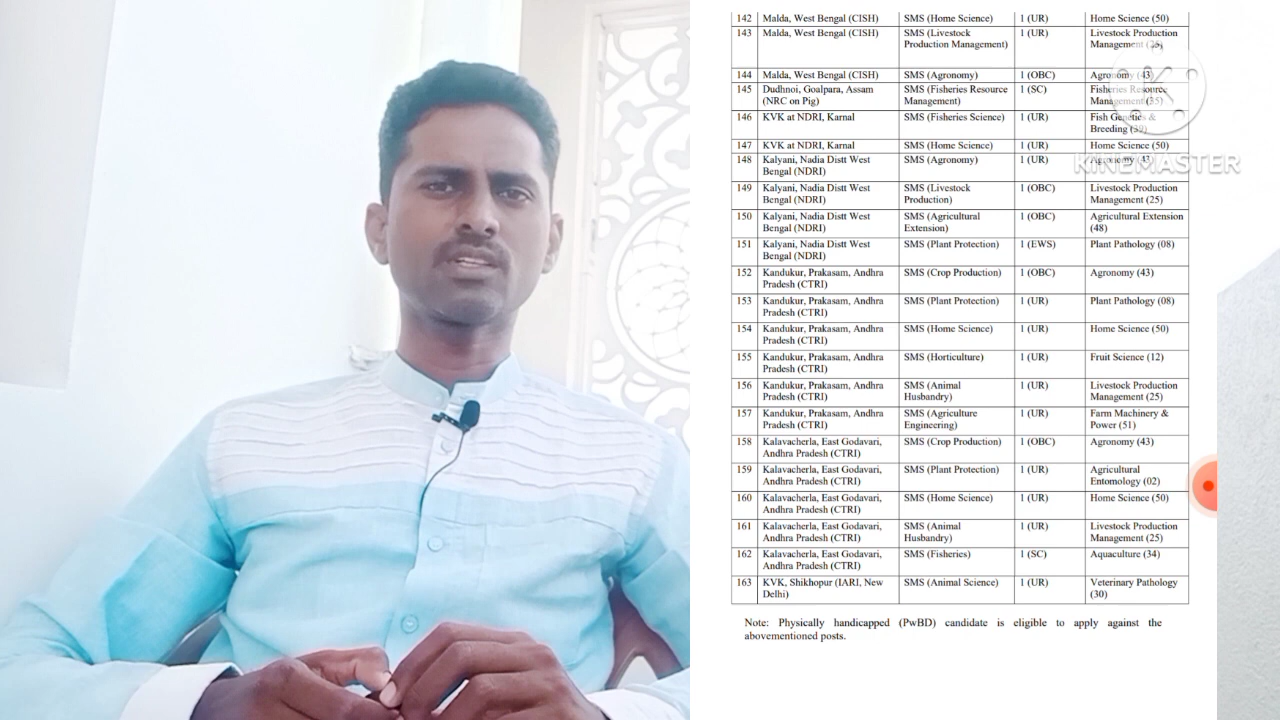 142 Malda, West Bengal (CISH) SMS (Home Science) 1 (UR) Home Science (50)
143 Malda, West Bengal (CISH) SMS (Livestock 1 (UR) Livestock Production
Production Management) Management (25)
144 Malda, West Bengal (CISH) SMS (Agronomy) 1 (OBC) Agronomy (43)
145 Dudhnoi, Goalpara, Assam SMS (Fisheries Resource 1 (SC) Fisheries Resource
(NRC on Pig) Management) Management (35)
146 KVK at NDRI, Karnal SMS (Fisheries Science) 1 (UR) Fish Genetics &
Breeding (39)
147 KVK at NDRI, Karnal SMS (Home Science) 1 (UR) Home Science (50)
148 Kalyani, Nadia Distt West SMS (Agronomy) 1 (UR) Agronomy (43)
Bengal (NDRI)
149 Kalyani, Nadia Distt West SMS (Livestock 1 (OBC) Livestock Production
Bengal (NDRI) Production) Management (25)
150 Kalyani, Nadia Distt West SMS (Agricultural 1 (OBC) Agricultural Extension
Bengal (NDRI) Extension) (48)
151 Kalyani, Nadia Distt West SMS (Plant Protection) 1 (EWS) Plant Pathology (08)
Bengal (NDRI)
152 Kandukur, Prakasam, Andhra SMS (Crop Production) 1 (OBC) Agronomy (43)
Pradesh (CTRI)
153 Kandukur, Prakasam, Andhra SMS (Plant Protection) 1 (UR) Plant Pathology (08)
Pradesh (CTRI)
154 Kandukur, Prakasam, Andhra SMS (Home Science) 1 (UR) Home Science (50)
Pradesh (CTRI)
155 Kandukur, Prakasam, Andhra SMS (Horticulture) 1 (UR) Fruit Science (12)
Pradesh (CTRI)
156 Kandukur, Prakasam, Andhra SMS (Animal 1 (UR) Livestock Production
Pradesh (CTRI) Husbandry) Management (25)
157 Kandukur, Prakasam, Andhra SMS (Agriculture 1 (UR) Farm Machinery &
Pradesh (CTRI) Engineering) Power (51)
158 Kalavacherla, East Godavari, SMS (Crop Production) 1 (OBC) Agronomy (43)
Andhra Pradesh (CTRI)
159 Kalavacherla, East Godavari, SMS (Plant Protection) 1 (UR) Agricultural
Andhra Pradesh (CTRI) Entomology (02)
160 Kalavacherla, East Godavari, SMS (Home Science) 1 (UR) Home Science (50)
Andhra Pradesh (CTRI)
161 Kalavacherla, East Godavari, SMS (Animal 1 (UR) Livestock Production
Andhra Pradesh (CTRI) Husbandry) Management (25)
162 Kalavacherla, East Godavari, SMS (Fisheries) 1 (SC) Aquaculture (34)
Andhra Pradesh (CTRI)
163 KVK, Shikhopur (IARI, New SMS (Animal Science) 1 (UR) Veterinary Pathology
Delhi) (30)
Note: Physically handicapped (PwBD) candidate is eligible to apply against the
abovementioned posts.
K
KINEMASTER